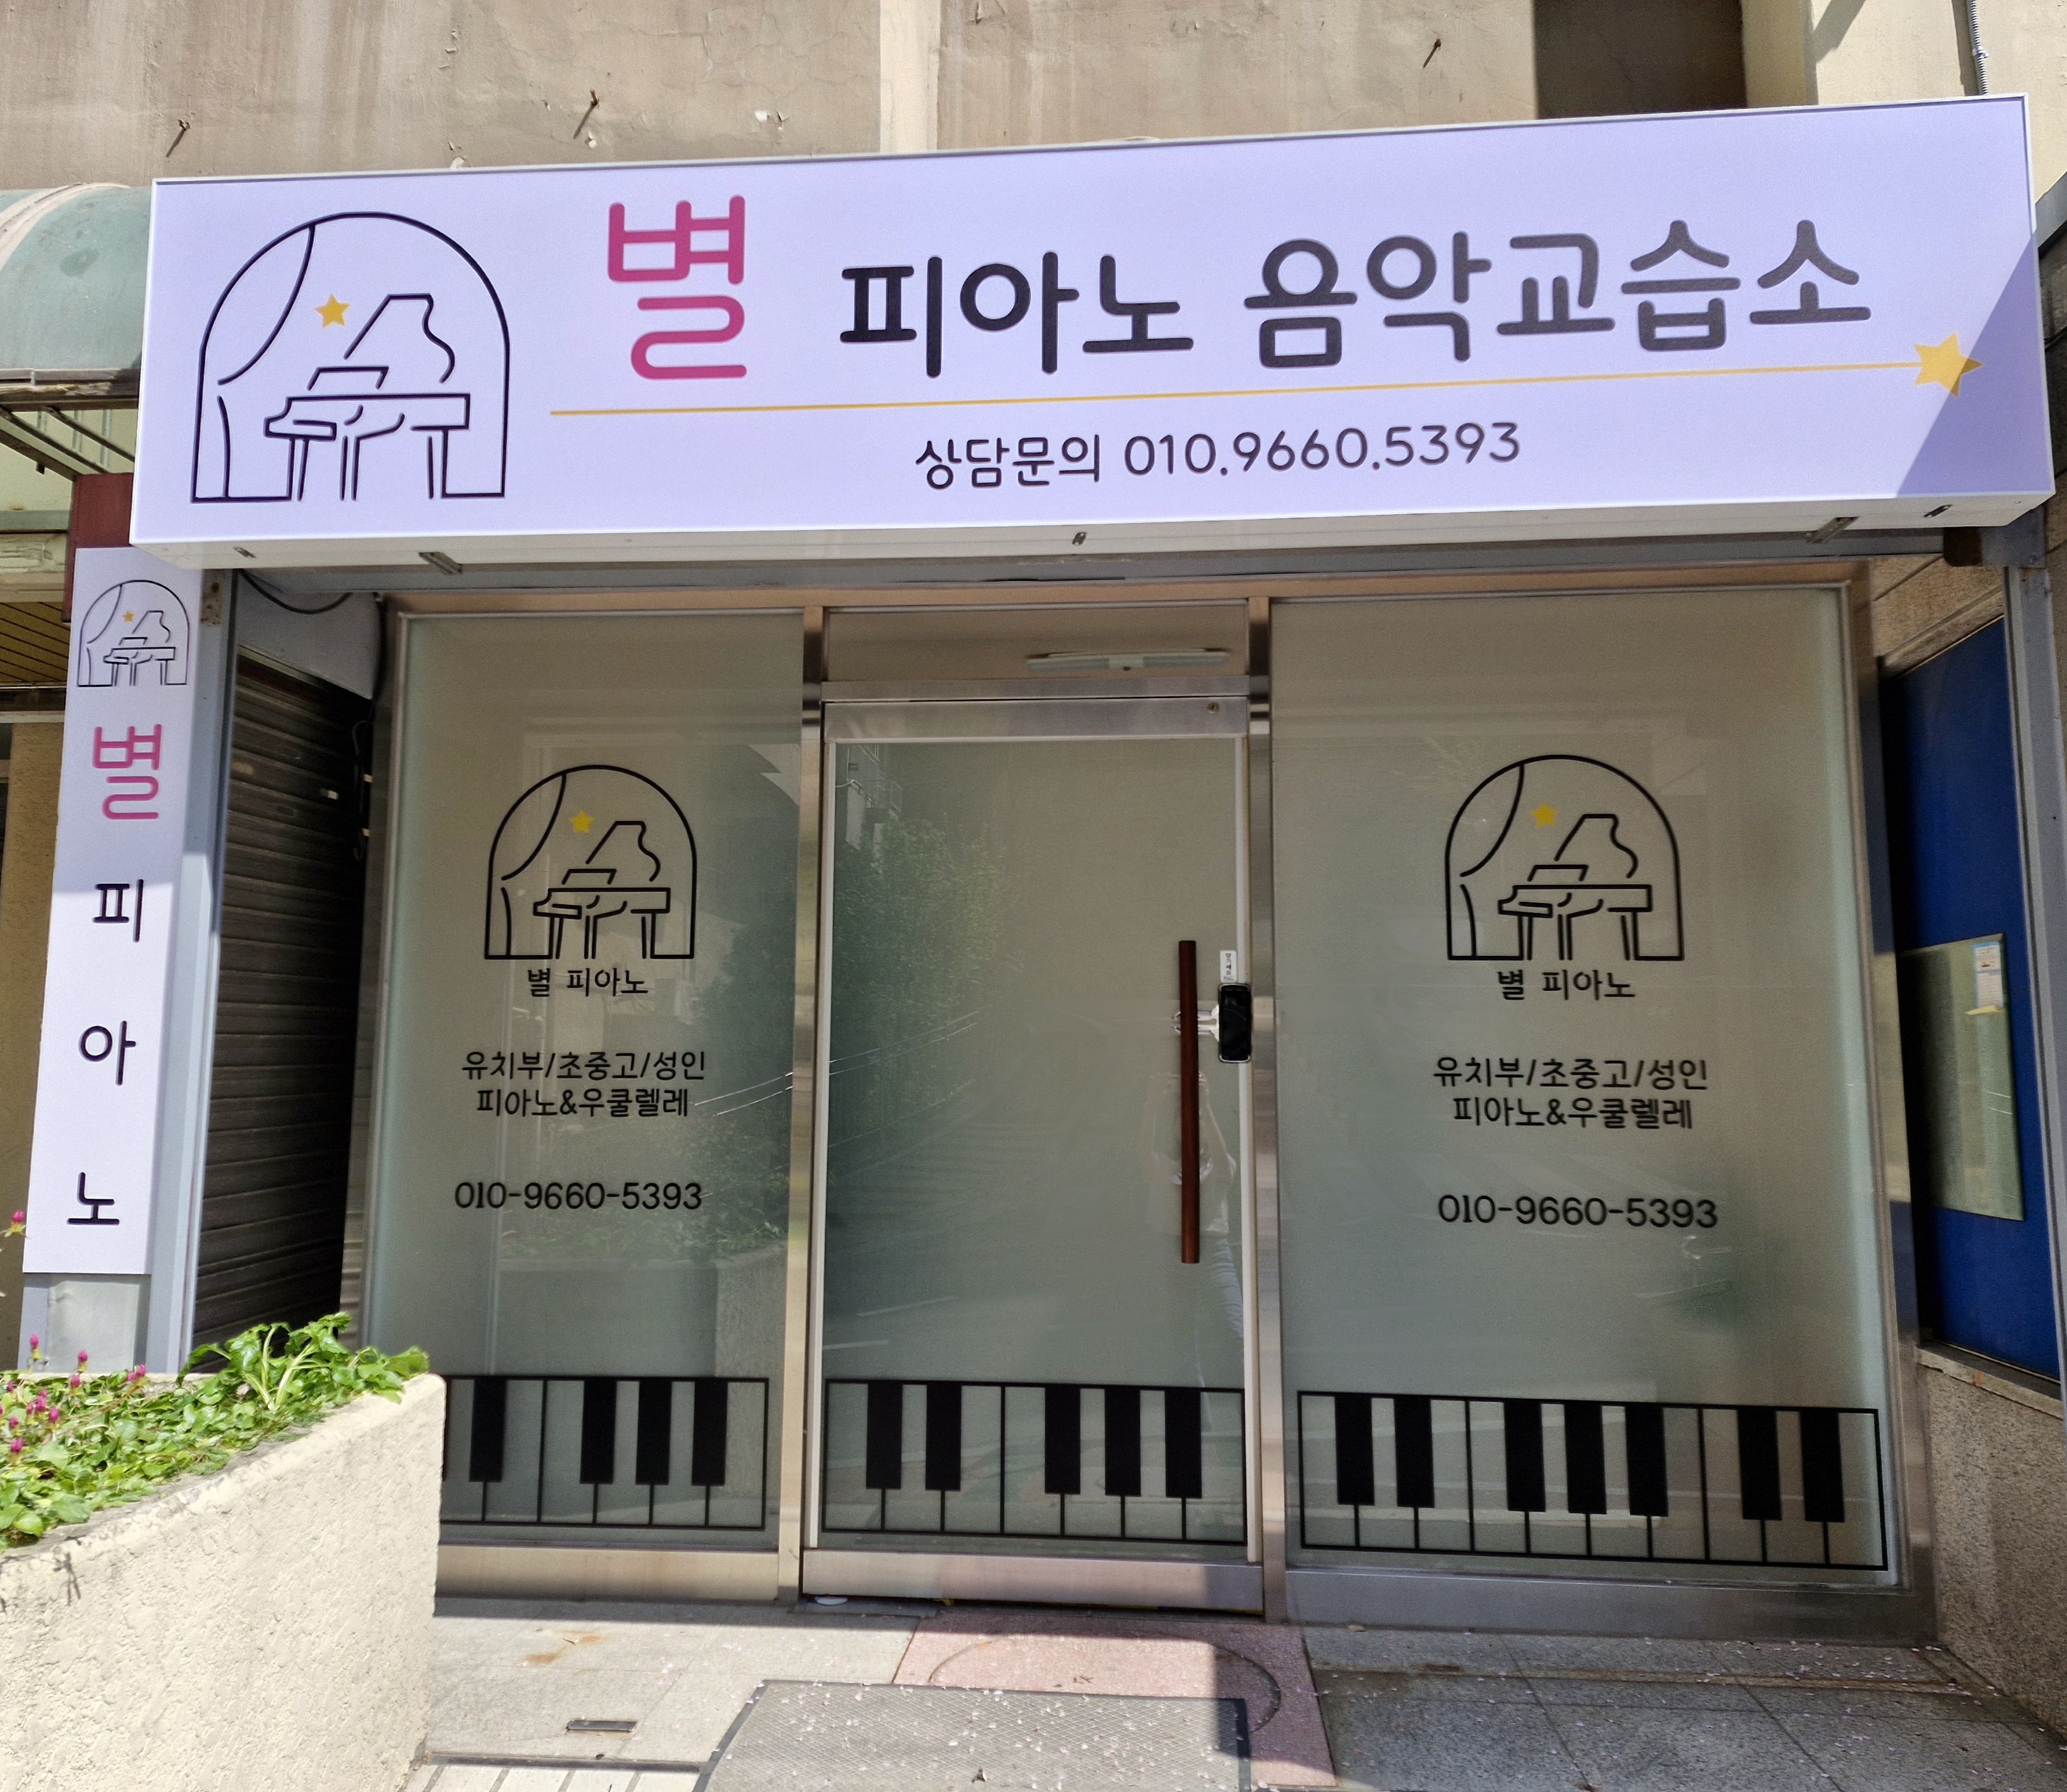 별 피아노 음악교습소
상담문의 010.9660.5393
별
피
아
노
별 피아노
유치부/초중고/성인
피아노&우쿨렐레
010-9660-5393
별 피아노
유치부/초중고/성인
피아노&우쿨렐레
010-9660-5393